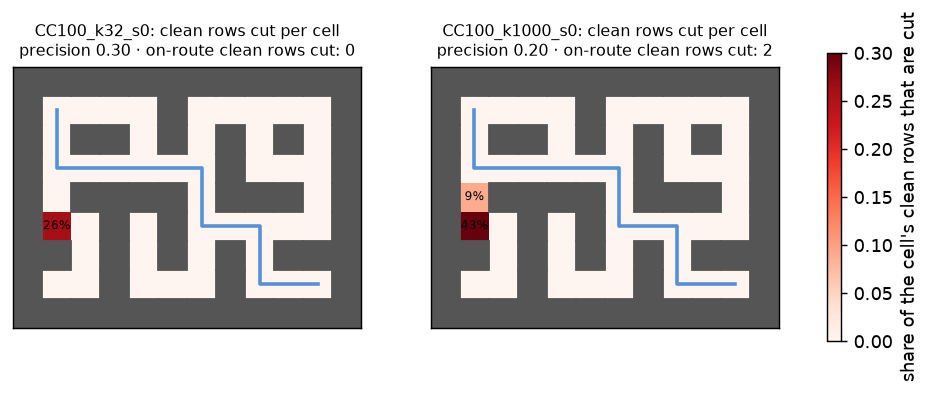 CC100_k32_s0: clean rows cut per cell
precision 0.30 · on-route clean rows cut: 0
26%
CC100_k1000_s0: clean rows cut per cell
precision 0.20 · on-route clean rows cut: 2
9%
43%
0.30
0.25
0.20
0.15
0.10
0.05
0.00
share of the cell's clean rows that are cut